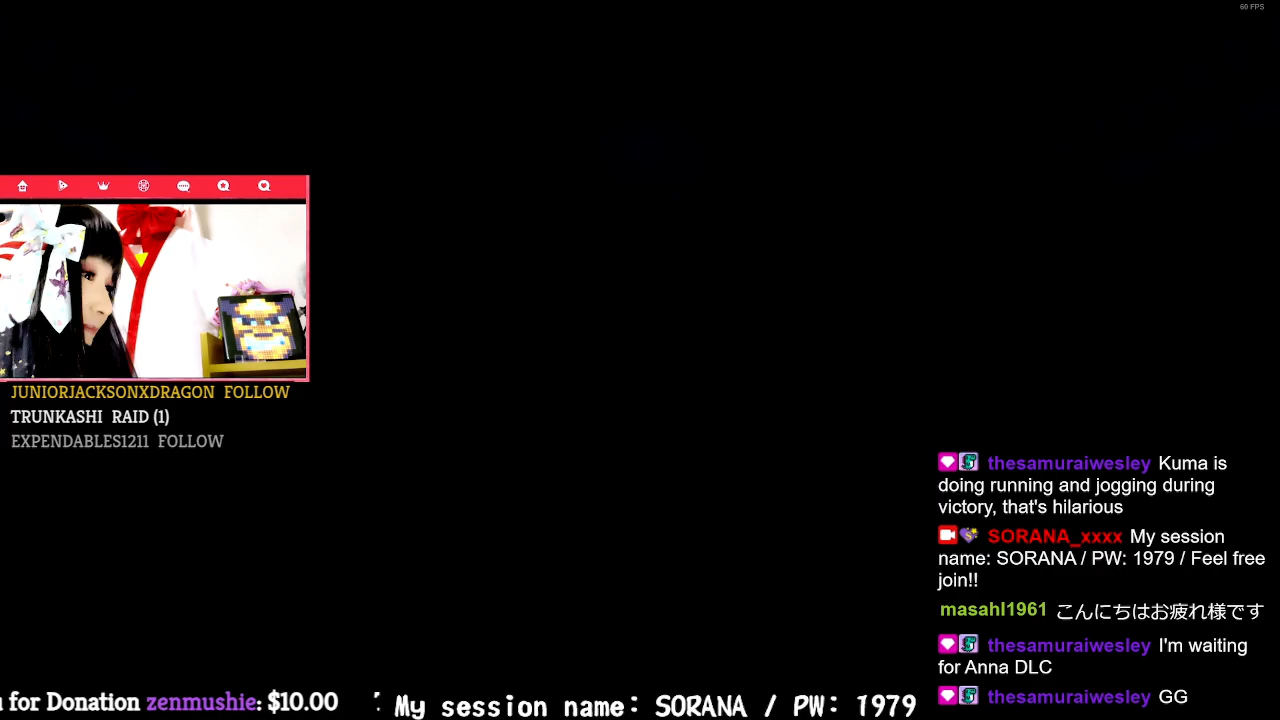 60 FPS
JUNIORJACKSONXDRAGON FOLLOW
TRUNKASHI RAID (1)
EXPENDABLES1211 FOLLOW
thesamuraiwesley Kuma is
doing running and jogging during
victory, that's hilarious
SORANA_xxxx My session
name: SORANA / PW: 1979 / Feel free
join!!
masahl1961 こんにちはお疲れ様です
thesamuraiwesley I'm waiting
for Anna DLC
thesamuraiwesley GG
for Donation zenmushie: $10.00
My session name: SORANA / PW: 1979